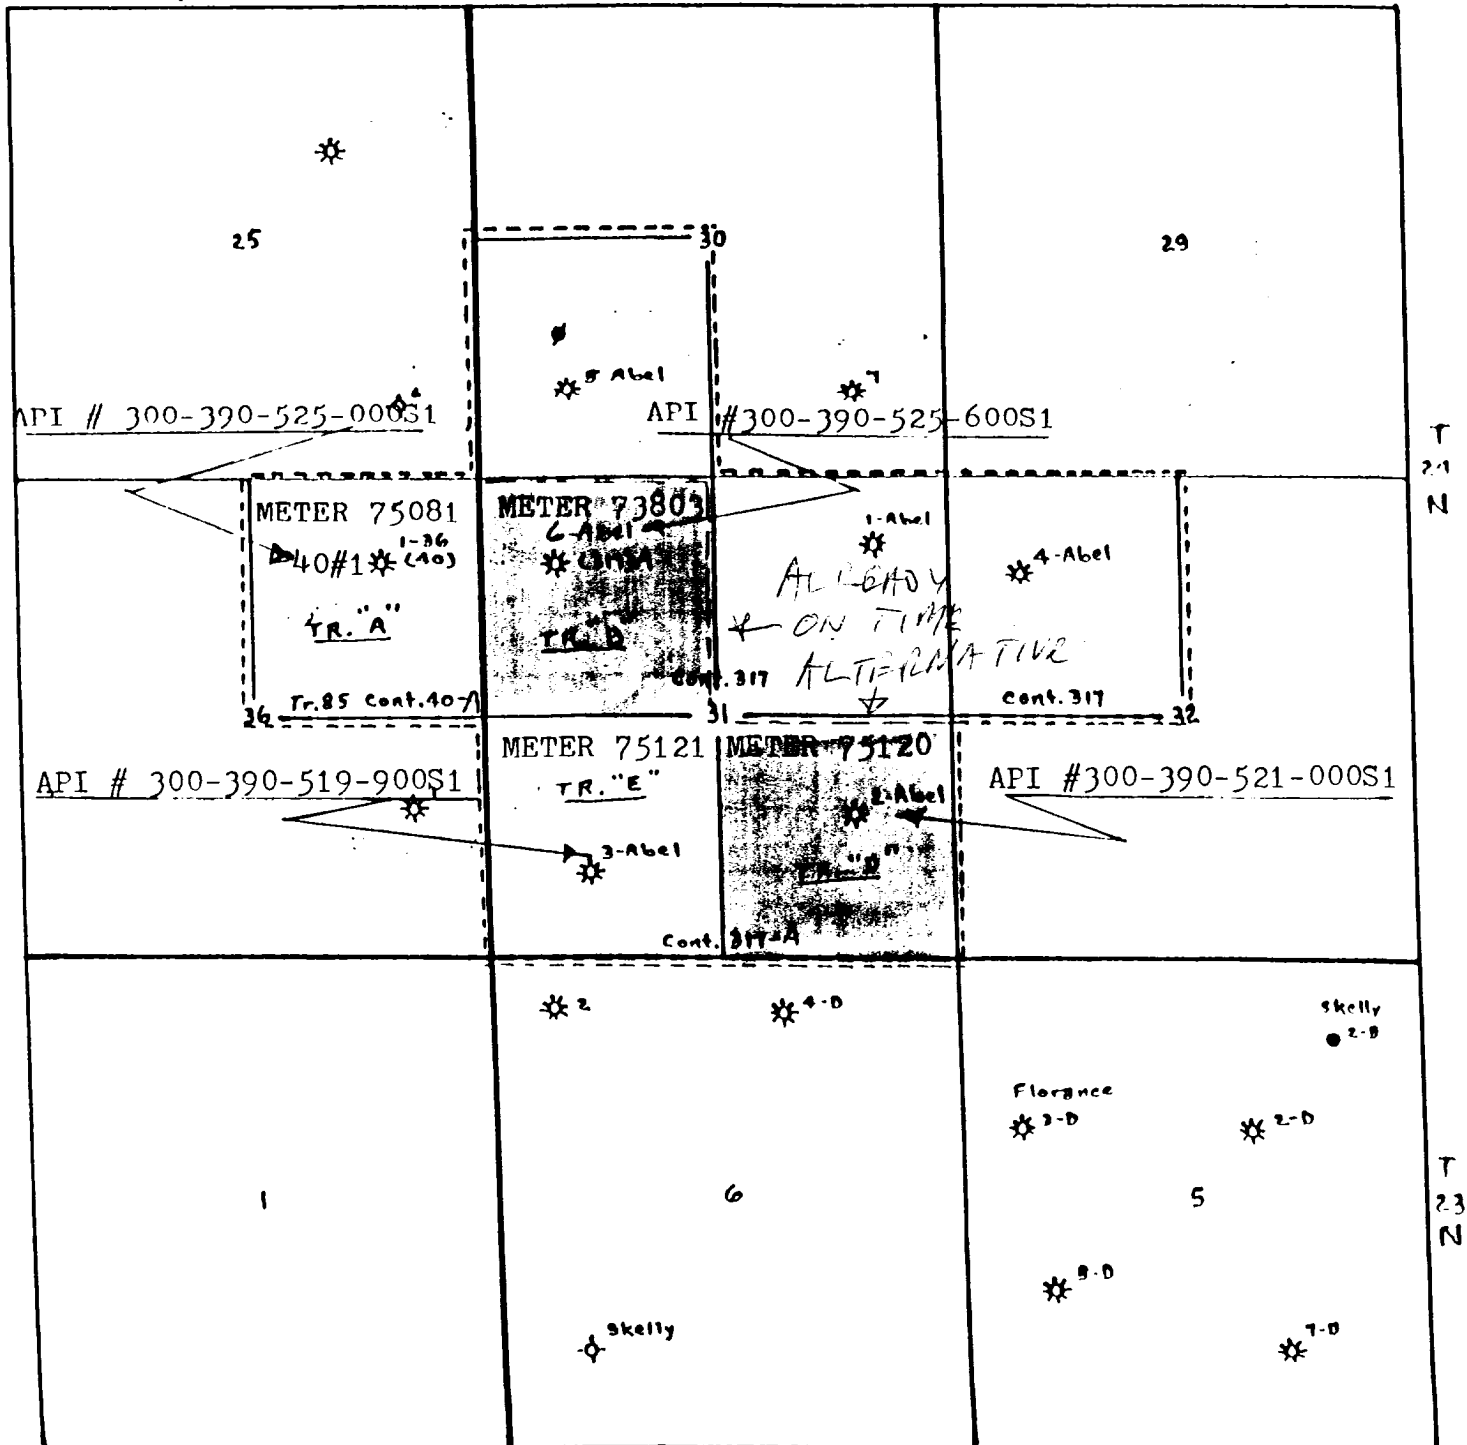 25
30
29
5 Abel
7
4
API # 300-390-525-000S1
API #300-390-525-600S1
T
N
METER 75081
METER 73803
6-Abel
1-36
(40)
40#1
TR. "A"
1-Abel
4-Abel
ALREADY
ON TIME
ALTERNATIVE
Cont. 317
Tr.85 Cont.40-A
Cont.317
36
31
32
METER 75121
METER 75120
TR. "E"
API # 300-390-519-900S1
API #300-390-521-000S1
2-Abel
3-Abel
TR. "D"
Cont. 317-A
2
4-D
Skelly
2-B
Florance
3-D
2-D
T
23
N
1
6
5
Skelly
7-D